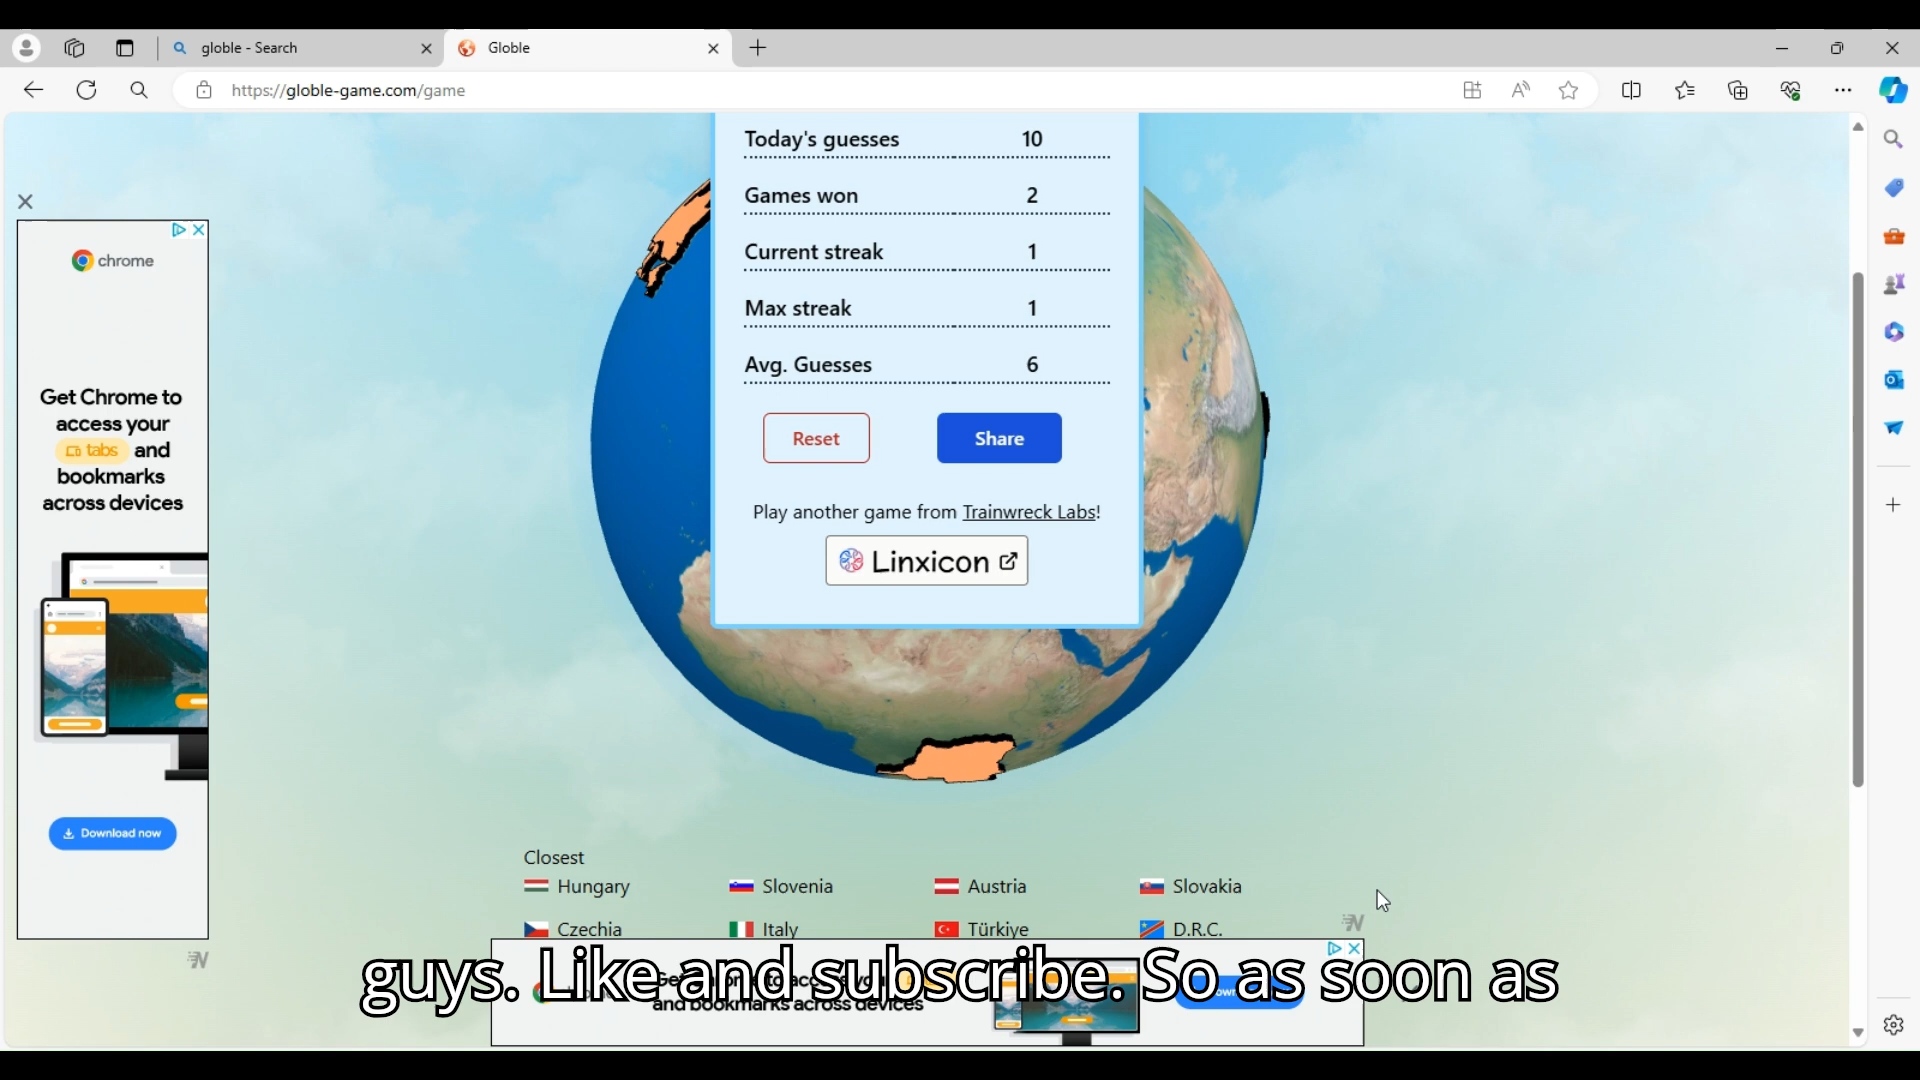 globle - Search
Globle
https://globle-game.com/game
Today's guesses 10
Games won 2
Current streak 1
Max streak 1
Avg. Guesses 6
Reset
Share
Play another game from Trainwreck Labs!
Linxicon
chrome
Get Chrome to
access your
tabs and
bookmarks
across devices
Download now
Closest
Hungary
Slovenia
Austria
Slovakia
Czechia
Italy
Türkiye
D.R.C.
guys. Like and subscribe. So as soon as
and bookmarks across devices